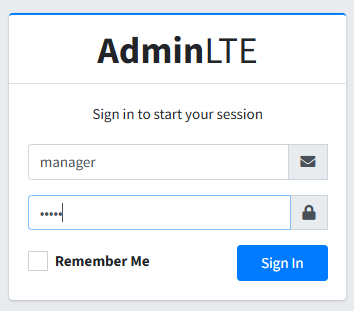 AdminLTE
Sign in to start your session
manager
•••••
Remember Me
Sign In